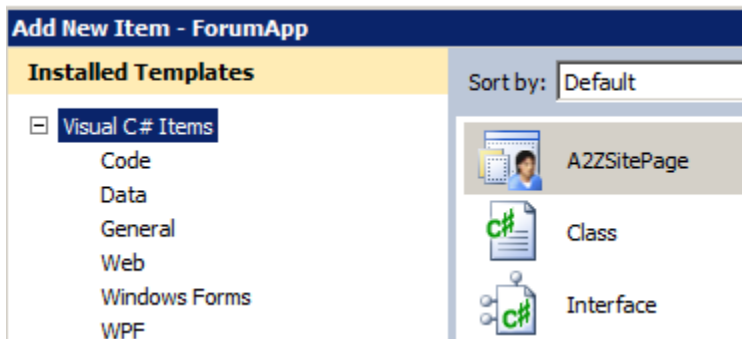 Add New Item - ForumApp
Installed Templates
Sort by: Default
Visual C# Items
Code
Data
General
Web
Windows Forms
WPF
A2ZSitePage
C#
Class
C#
Interface